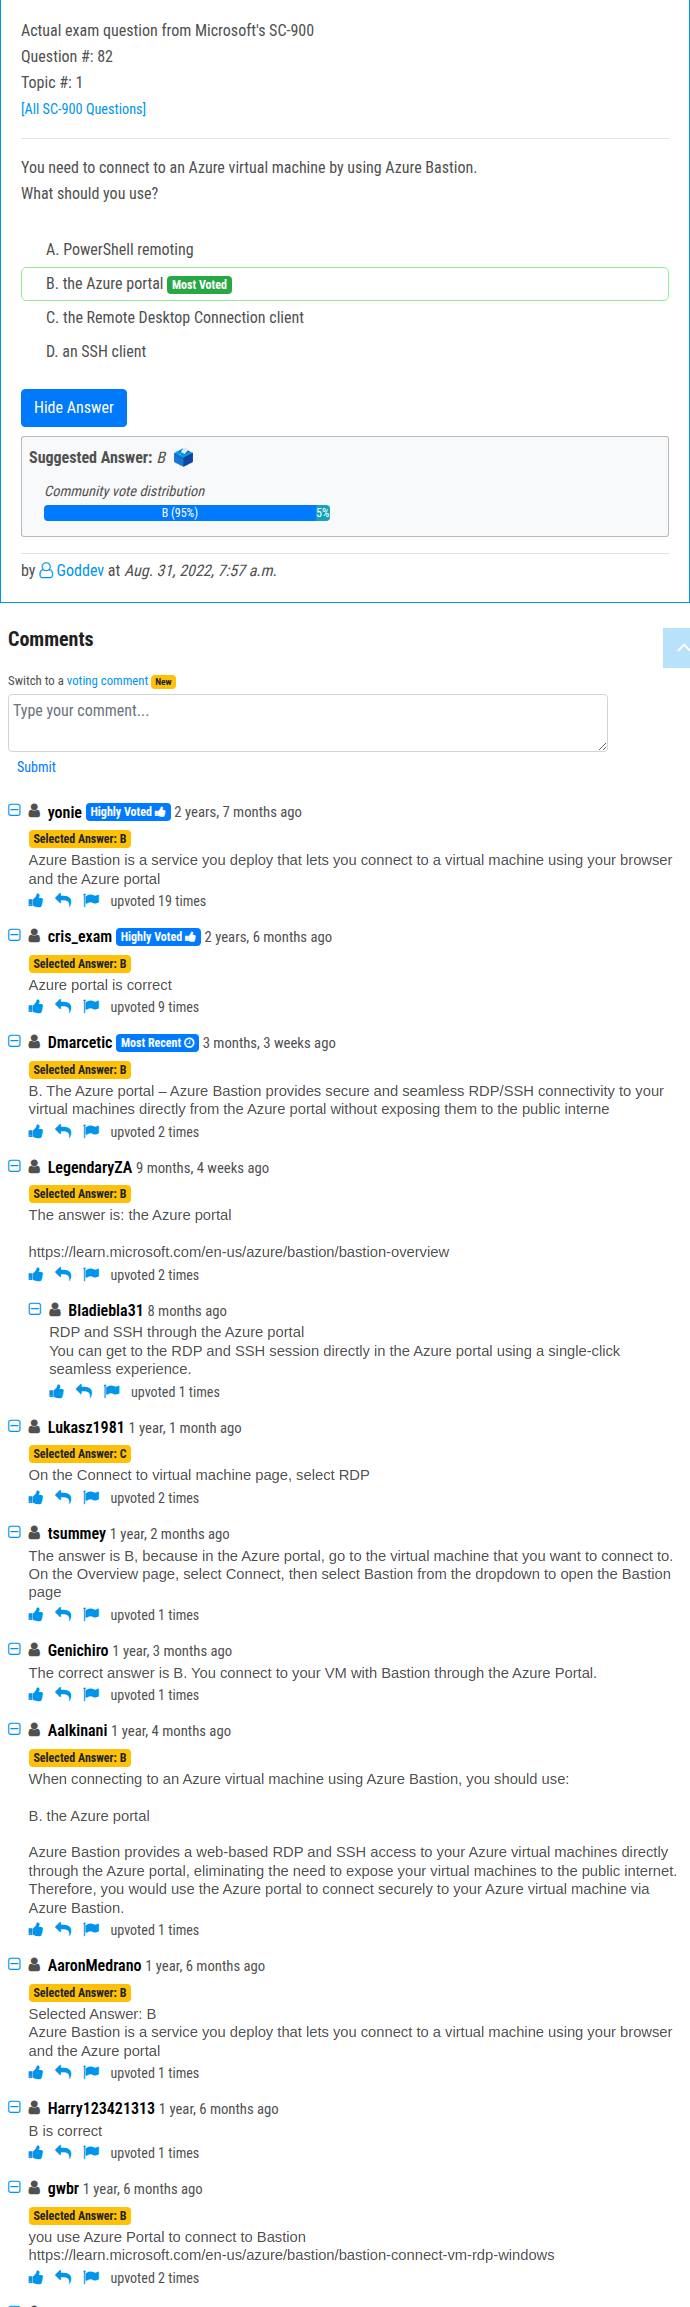 Actual exam question from Microsoft's SC-900
Question #: 82
Topic #: 1
[All SC-900 Questions]
You need to connect to an Azure virtual machine by using Azure Bastion.
What should you use?
A. PowerShell remoting
B. the Azure portal Most Voted
C. the Remote Desktop Connection client
D. an SSH client
Hide Answer
Suggested Answer: B
Community vote distribution
B (95%) 5%
by Goddev at Aug. 31, 2022, 7:57 a.m.
Comments
Switch to a voting comment New
Type your comment...
Submit
yonie Highly Voted 2 years, 7 months ago
Selected Answer: B
Azure Bastion is a service you deploy that lets you connect to a virtual machine using your browser
and the Azure portal
upvoted 19 times
cris_exam Highly Voted 2 years, 6 months ago
Selected Answer: B
Azure portal is correct
upvoted 9 times
Dmarcetic Most Recent 3 months, 3 weeks ago
Selected Answer: B
B. The Azure portal – Azure Bastion provides secure and seamless RDP/SSH connectivity to your
virtual machines directly from the Azure portal without exposing them to the public interne
upvoted 2 times
LegendaryZA 9 months, 4 weeks ago
Selected Answer: B
The answer is: the Azure portal
https://learn.microsoft.com/en-us/azure/bastion/bastion-overview
upvoted 2 times
Bladiebla31 8 months ago
RDP and SSH through the Azure portal
You can get to the RDP and SSH session directly in the Azure portal using a single-click
seamless experience.
upvoted 1 times
Lukasz1981 1 year, 1 month ago
Selected Answer: C
On the Connect to virtual machine page, select RDP
upvoted 2 times
tsummey 1 year, 2 months ago
The answer is B, because in the Azure portal, go to the virtual machine that you want to connect to.
On the Overview page, select Connect, then select Bastion from the dropdown to open the Bastion
page
upvoted 1 times
Genichiro 1 year, 3 months ago
The correct answer is B. You connect to your VM with Bastion through the Azure Portal.
upvoted 1 times
Aalkinani 1 year, 4 months ago
Selected Answer: B
When connecting to an Azure virtual machine using Azure Bastion, you should use:
B. the Azure portal
Azure Bastion provides a web-based RDP and SSH access to your Azure virtual machines directly
through the Azure portal, eliminating the need to expose your virtual machines to the public internet.
Therefore, you would use the Azure portal to connect securely to your Azure virtual machine via
Azure Bastion.
upvoted 1 times
AaronMedrano 1 year, 6 months ago
Selected Answer: B
Selected Answer: B
Azure Bastion is a service you deploy that lets you connect to a virtual machine using your browser
and the Azure portal
upvoted 1 times
Harry123421313 1 year, 6 months ago
B is correct
upvoted 1 times
gwbr 1 year, 6 months ago
Selected Answer: B
you use Azure Portal to connect to Bastion
https://learn.microsoft.com/en-us/azure/bastion/bastion-connect-vm-rdp-windows
upvoted 2 times